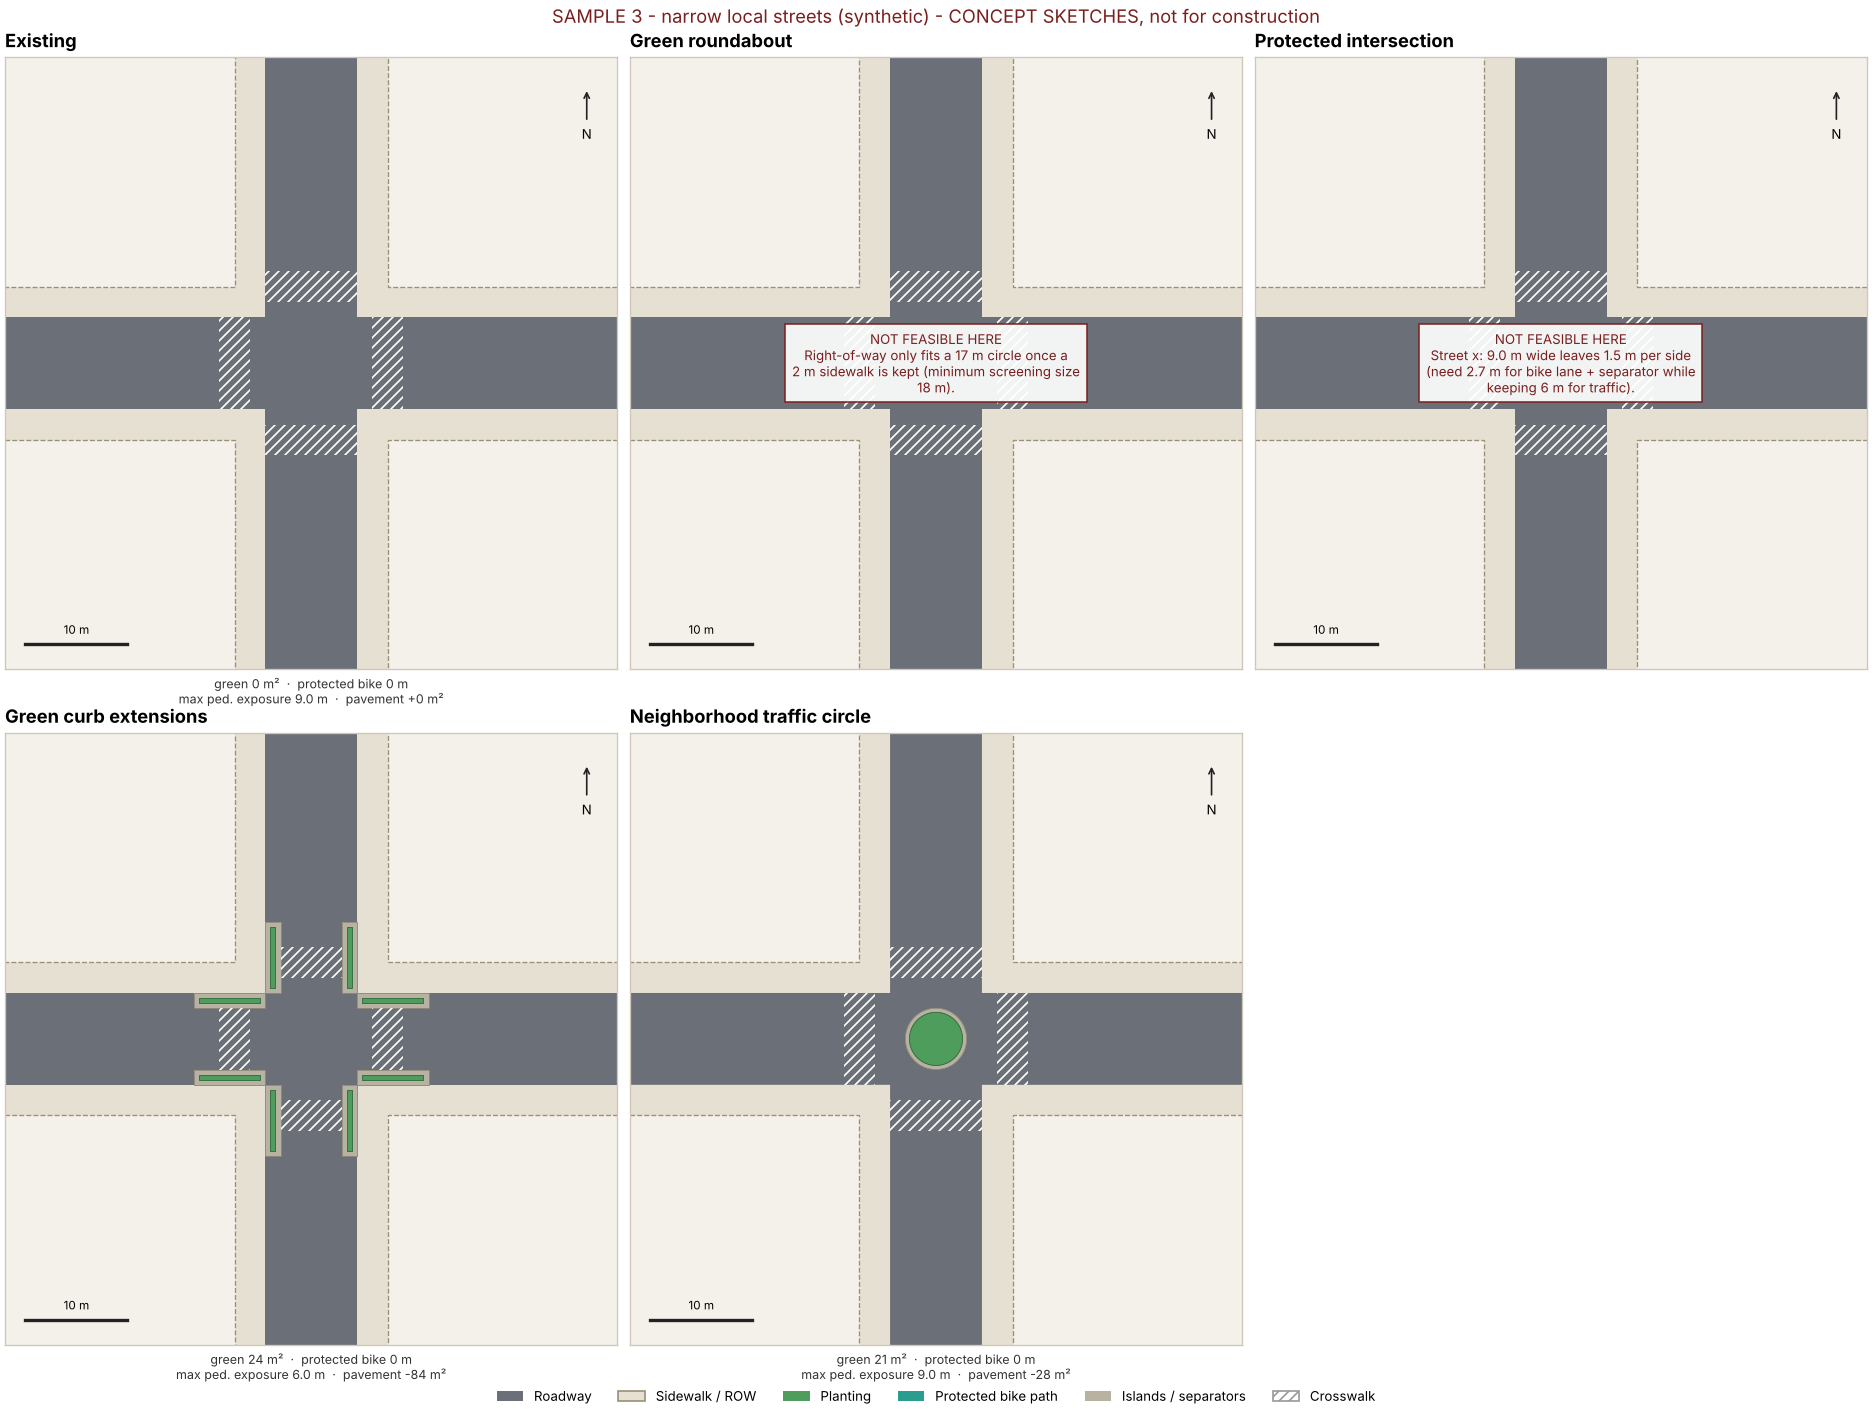 SAMPLE 3 - narrow local streets (synthetic) - CONCEPT SKETCHES, not for construction
Existing
N
10 m
green 0 m² · protected bike 0 m
max ped. exposure 9.0 m · pavement +0 m²
Green roundabout
N
NOT FEASIBLE HERE
Right-of-way only fits a 17 m circle once a
2 m sidewalk is kept (minimum screening size
18 m).
10 m
Protected intersection
N
NOT FEASIBLE HERE
Street x: 9.0 m wide leaves 1.5 m per side
(need 2.7 m for bike lane + separator while
keeping 6 m for traffic).
10 m
Green curb extensions
N
10 m
green 24 m² · protected bike 0 m
max ped. exposure 6.0 m · pavement -84 m²
Neighborhood traffic circle
N
10 m
green 21 m² · protected bike 0 m
max ped. exposure 9.0 m · pavement -28 m²
Roadway
Sidewalk / ROW
Planting
Protected bike path
Islands / separators
Crosswalk